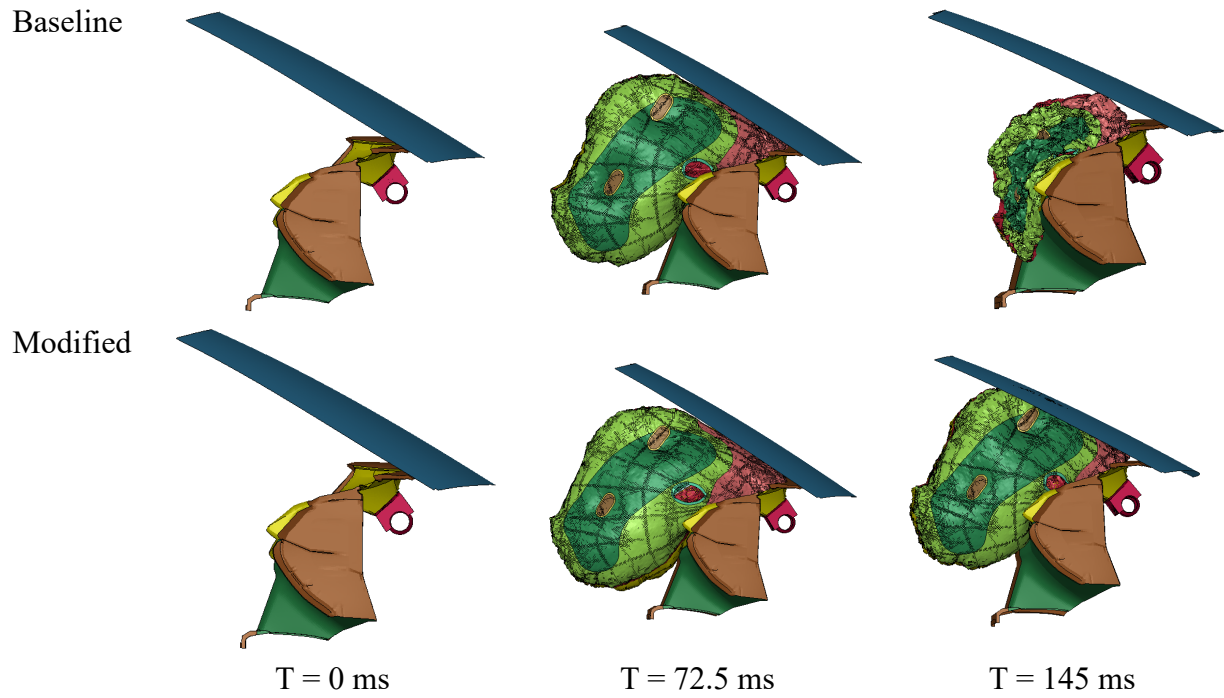 Baseline
Modified
T = 0 ms
T = 72.5 ms
T = 145 ms